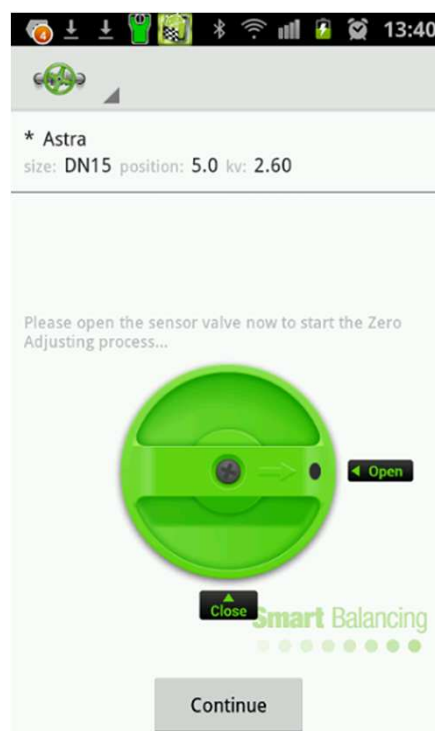 4
13:40
* Astra
size: DN15 position: 5.0 kv: 2.60
Please open the sensor valve now to start the Zero
Adjusting process...
Open
Close
Smart Balancing
Continue